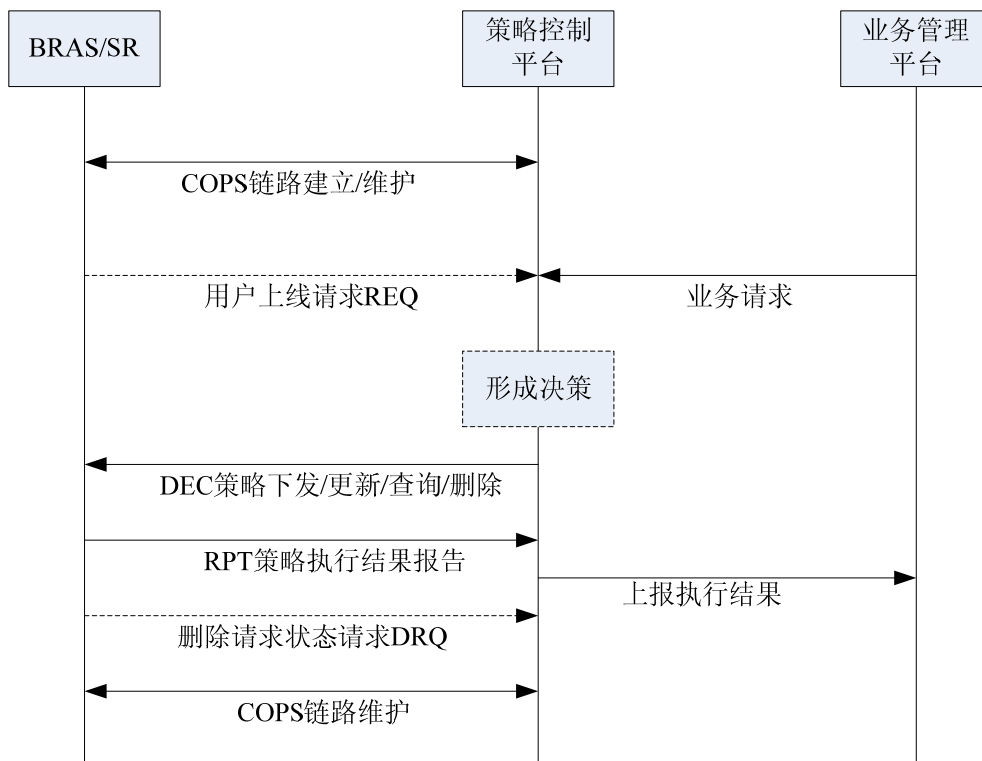 BRAS/SR
策略控制
平台
业务管理
平台
COPS链路建立/维护
用户上线请求REQ
业务请求
形成决策
DEC策略下发/更新/查询/删除
RPT策略执行结果报告
上报执行结果
删除请求状态请求DRQ
COPS链路维护